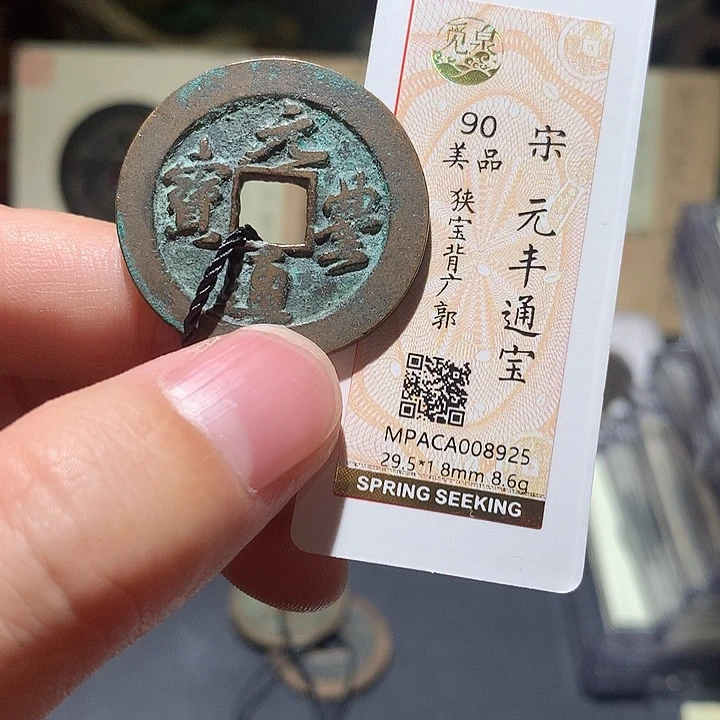 元豐通寶
觅泉
90
美品
狭宝背广郭
宋 元丰通宝
MPACA008925
29.5*1.8mm 8.6g
SPRING SEEKING